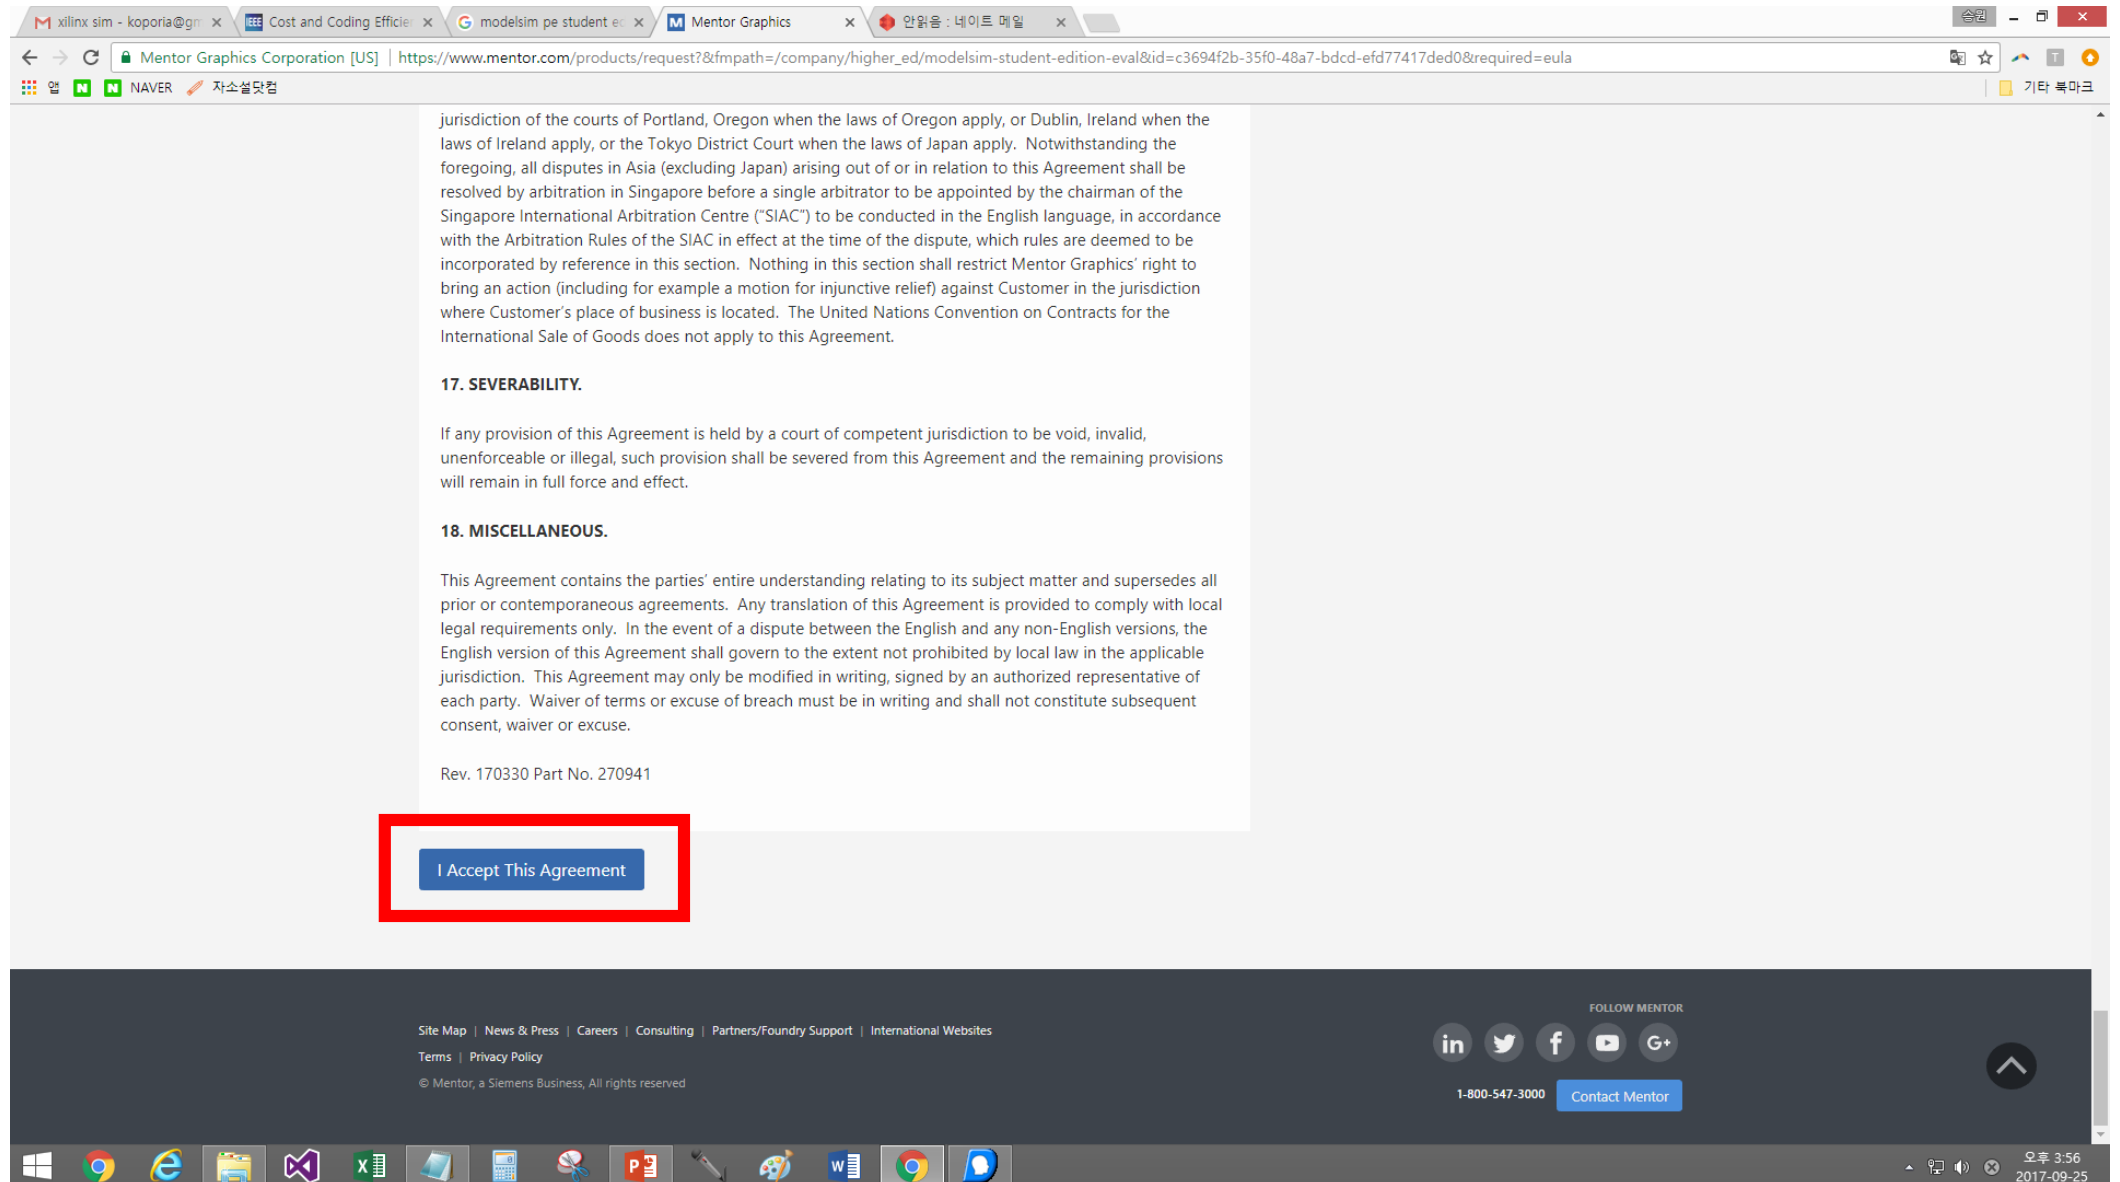 xilinx sim - koporia@gm
Cost and Coding Efficien
modelsim pe student ed
Mentor Graphics
안읽음 : 네이트 메일
승원
Mentor Graphics Corporation [US]
https://www.mentor.com/products/request?&fmpath=/company/higher_ed/modelsim-student-edition-eval&id=c3694f2b-35f0-48a7-bdcd-efd77417ded0&required=eula
앱
NAVER
자소설닷컴
기타 북마크
jurisdiction of the courts of Portland, Oregon when the laws of Oregon apply, or Dublin, Ireland when the
laws of Ireland apply, or the Tokyo District Court when the laws of Japan apply. Notwithstanding the
foregoing, all disputes in Asia (excluding Japan) arising out of or in relation to this Agreement shall be
resolved by arbitration in Singapore before a single arbitrator to be appointed by the chairman of the
Singapore International Arbitration Centre (“SIAC”) to be conducted in the English language, in accordance
with the Arbitration Rules of the SIAC in effect at the time of the dispute, which rules are deemed to be
incorporated by reference in this section. Nothing in this section shall restrict Mentor Graphics’ right to
bring an action (including for example a motion for injunctive relief) against Customer in the jurisdiction
where Customer’s place of business is located. The United Nations Convention on Contracts for the
International Sale of Goods does not apply to this Agreement.
17. SEVERABILITY.
If any provision of this Agreement is held by a court of competent jurisdiction to be void, invalid,
unenforceable or illegal, such provision shall be severed from this Agreement and the remaining provisions
will remain in full force and effect.
18. MISCELLANEOUS.
This Agreement contains the parties’ entire understanding relating to its subject matter and supersedes all
prior or contemporaneous agreements. Any translation of this Agreement is provided to comply with local
legal requirements only. In the event of a dispute between the English and any non-English versions, the
English version of this Agreement shall govern to the extent not prohibited by local law in the applicable
jurisdiction. This Agreement may only be modified in writing, signed by an authorized representative of
each party. Waiver of terms or excuse of breach must be in writing and shall not constitute subsequent
consent, waiver or excuse.
Rev. 170330 Part No. 270941
I Accept This Agreement
FOLLOW MENTOR
Site Map | News & Press | Careers | Consulting | Partners/Foundry Support | International Websites
Terms | Privacy Policy
© Mentor, a Siemens Business, All rights reserved
1-800-547-3000
Contact Mentor
오후 3:56
2017-09-25